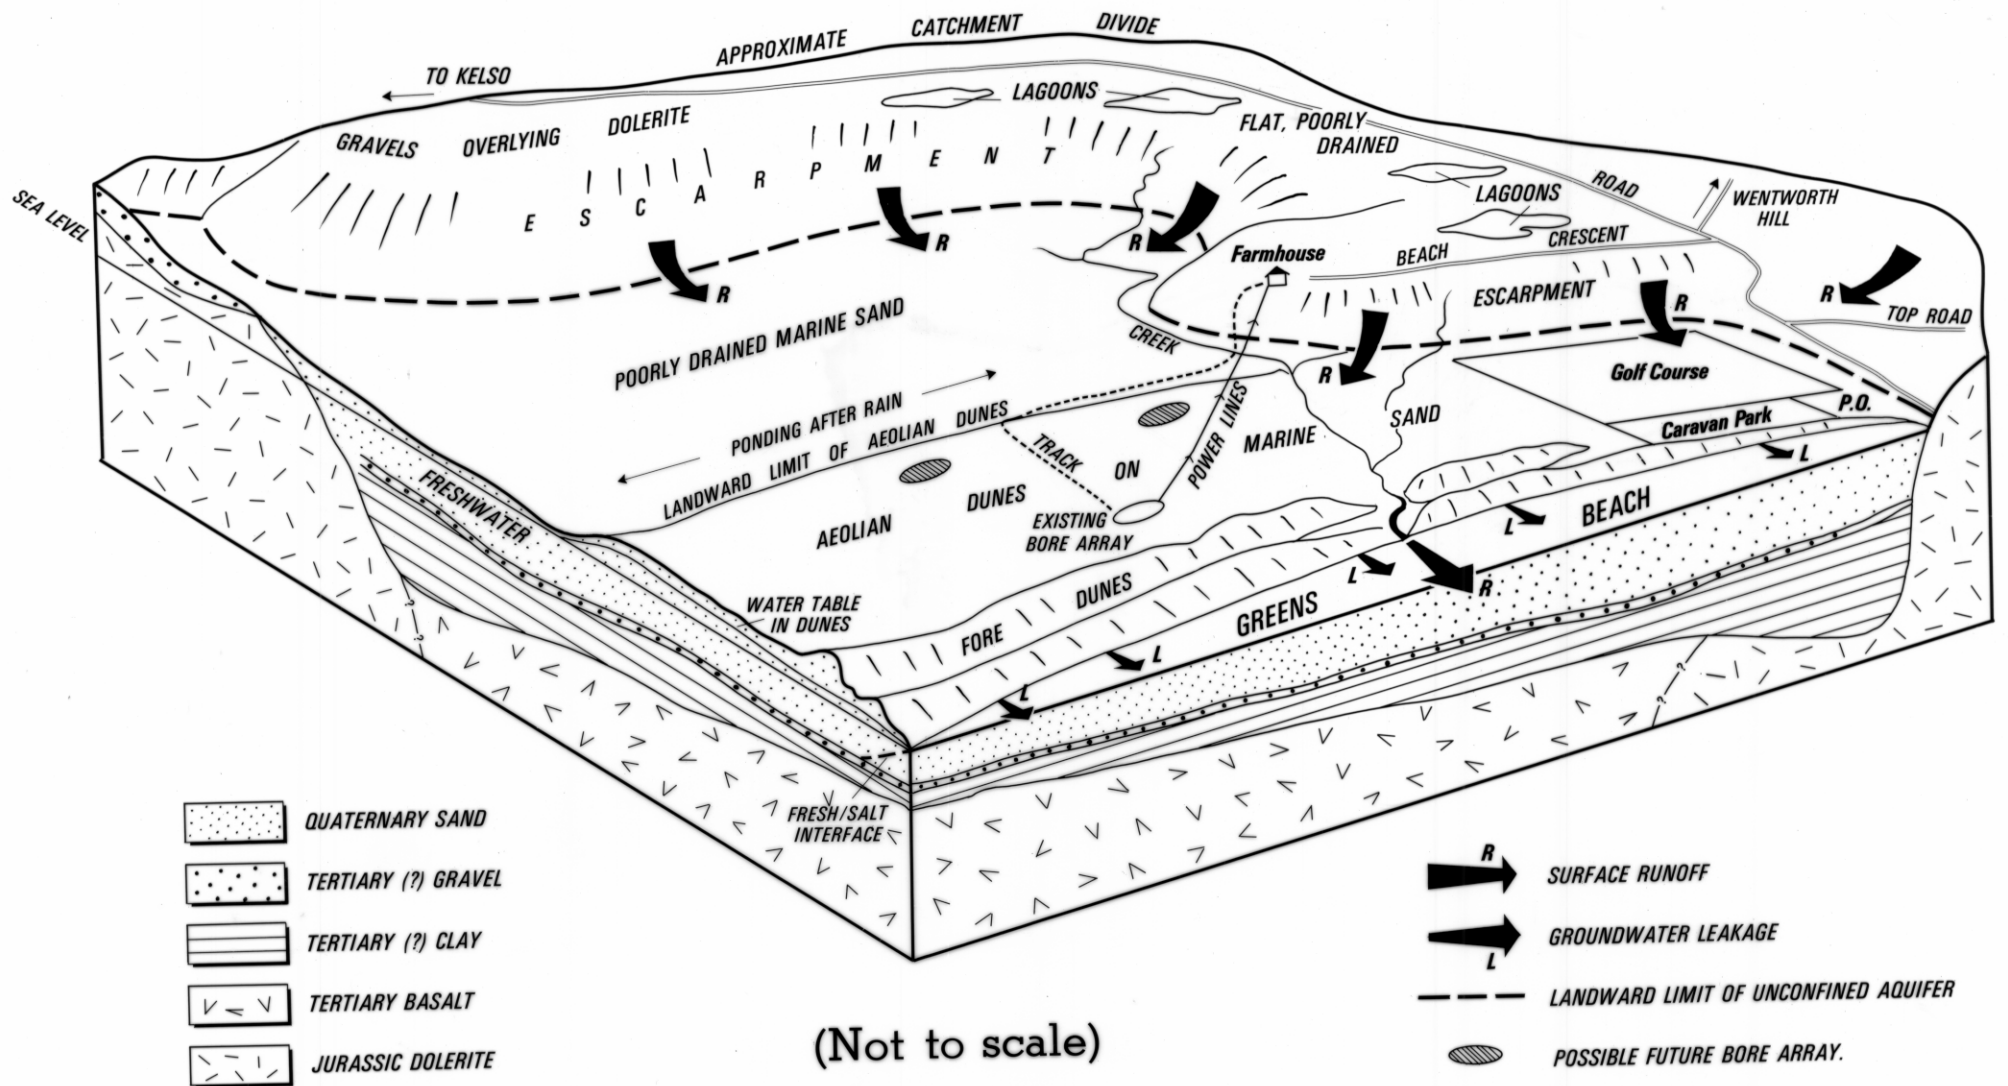 APPROXIMATE CATCHMENT DIVIDE
TO KELSO
LAGOONS
GRAVELS OVERLYING DOLERITE
FLAT, POORLY
DRAINED
ESCARPMENT
LAGOONS
ROAD
WENTWORTH
HILL
SEA LEVEL
R
R
R
Farmhouse
BEACH CRESCENT
ESCARPMENT
R
R
TOP ROAD
POORLY DRAINED MARINE SAND
CREEK
R
Golf Course
P.O.
Caravan Park
L
PONDING AFTER RAIN
LANDWARD LIMIT OF AEOLIAN DUNES
TRACK
POWER LINES
AEOLIAN DUNES ON MARINE SAND
EXISTING
BORE ARRAY
FRESHWATER
WATER TABLE
IN DUNES
FORE DUNES
GREENS BEACH
L
L
R
L
L
FRESH/SALT
INTERFACE
QUATERNARY SAND
TERTIARY (?) GRAVEL
TERTIARY (?) CLAY
TERTIARY BASALT
JURASSIC DOLERITE
?
?
?
?
(Not to scale)
R
SURFACE RUNOFF
GROUNDWATER LEAKAGE
L
LANDWARD LIMIT OF UNCONFINED AQUIFER
POSSIBLE FUTURE BORE ARRAY.